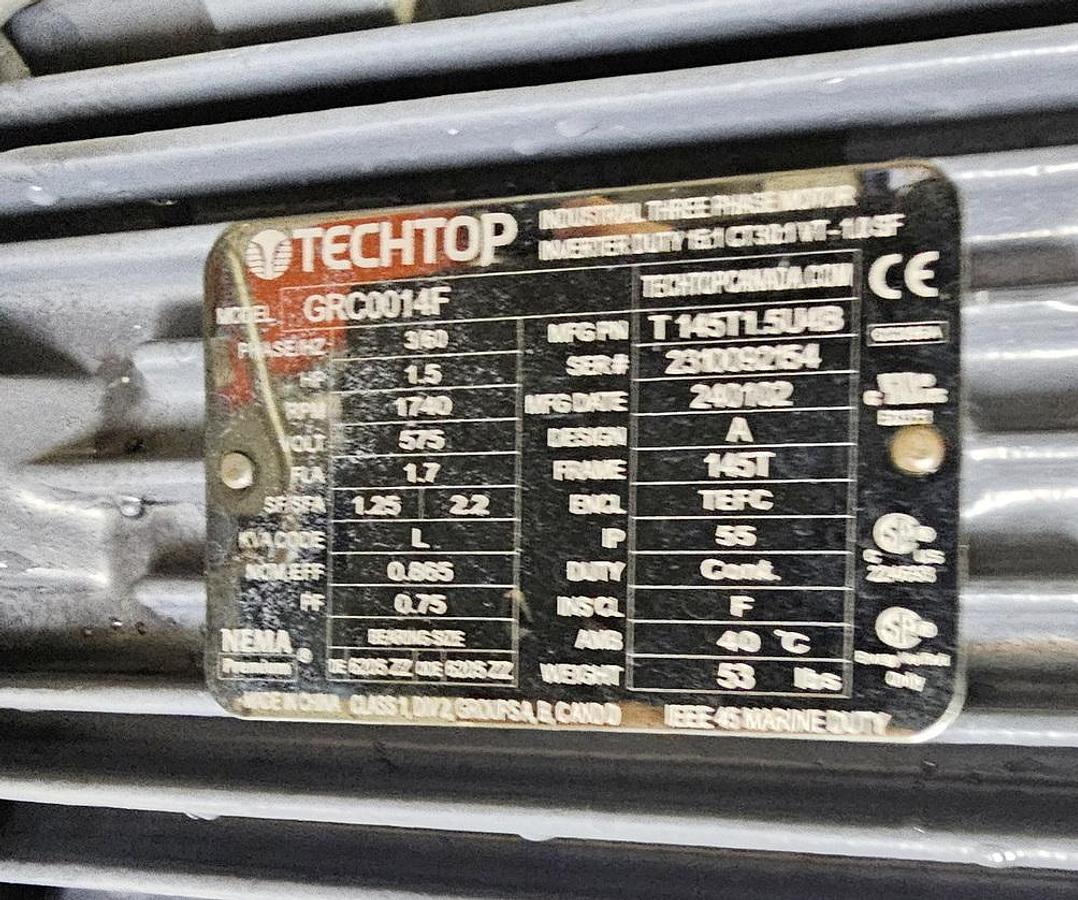 TECHTOP
INDUSTRIAL THREE PHASE MOTOR
INVERTER DUTY 15:1 CT 30:1 VT - 1.0 SF
TECHTOPCANADA.COM
CE
MODEL GRC0014F
PHASE/HZ 3/60
HP 1.5
RPM 1740
VOLT 575
FLA 1.7
SF/SFA 1.25 2.2
KVA CODE L
NOM.EFF 0.865
PF 0.75
BEARING SIZE
DE 6205 ZZ ODE 6205 ZZ
NEMA
Premium®
MFG PN T 145T1.5U4B
SER# 2310092154
MFG DATE 240102
DESIGN A
FRAME 145T
ENCL TEFC
IP 55
DUTY Cont.
INS CL F
AMB 40 °C
WEIGHT 53 lbs
MADE IN CHINA CLASS 1, DIV 2, GROUPS A, B, C AND D IEEE 45 MARINE DUTY